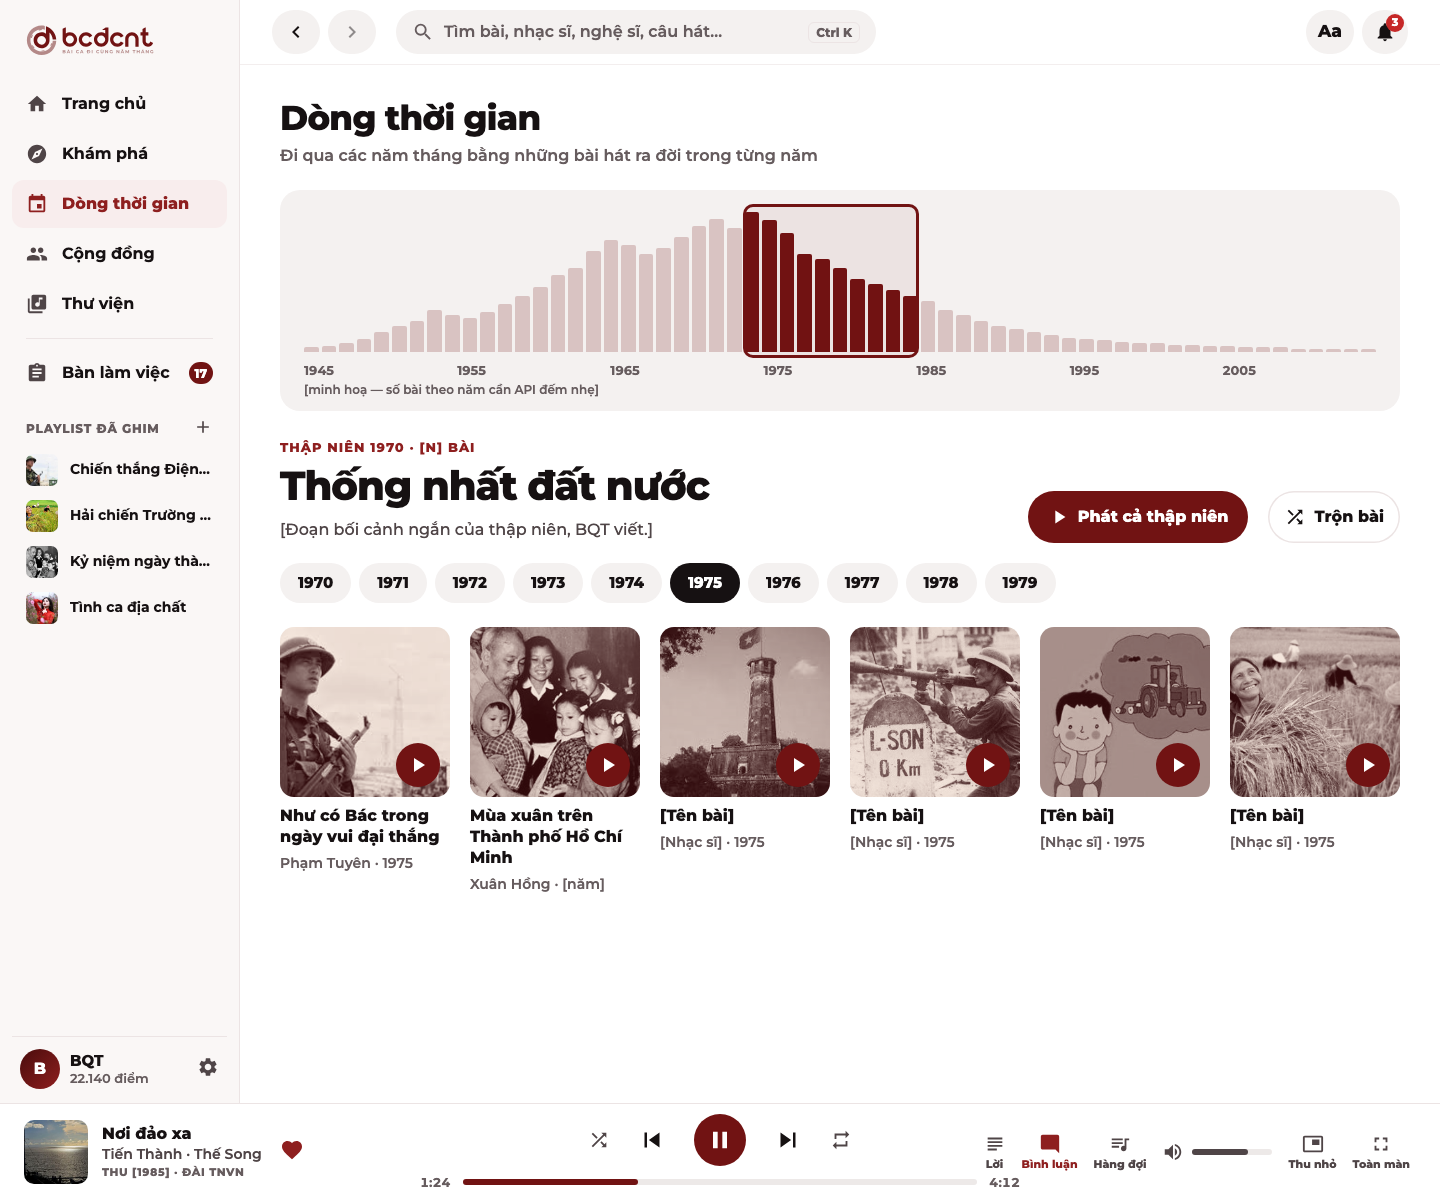 bcdcnt
BÀI CA ĐI CÙNG NĂM THÁNG
Trang chủ
Khám phá
Dòng thời gian
Cộng đồng
Thư viện
Bàn làm việc
17
PLAYLIST ĐÃ GHIM
Chiến thắng Điện...
Hải chiến Trường ...
Kỷ niệm ngày thà...
Tình ca địa chất
B
BQT
22.140 điểm
Tìm bài, nhạc sĩ, nghệ sĩ, câu hát...
Ctrl K
Aa
3
Dòng thời gian
Đi qua các năm tháng bằng những bài hát ra đời trong từng năm
1945 1955 1965 1975 1985 1995 2005
[minh hoạ — số bài theo năm cần API đếm nhẹ]
THẬP NIÊN 1970 · [N] BÀI
Thống nhất đất nước
[Đoạn bối cảnh ngắn của thập niên, BQT viết.]
Phát cả thập niên
Trộn bài
1970 1971 1972 1973 1974 1975 1976 1977 1978 1979
L-SON
0 Km
Như có Bác trong
ngày vui đại thắng
Phạm Tuyên · 1975
Mùa xuân trên
Thành phố Hồ Chí
Minh
Xuân Hồng · [năm]
[Tên bài]
[Nhạc sĩ] · 1975
[Tên bài]
[Nhạc sĩ] · 1975
[Tên bài]
[Nhạc sĩ] · 1975
[Tên bài]
[Nhạc sĩ] · 1975
Nơi đảo xa
Tiến Thành · Thế Song
THU [1985] · ĐÀI TNVN
1:24
4:12
Lời
Bình luận
Hàng đợi
Thu nhỏ
Toàn màn